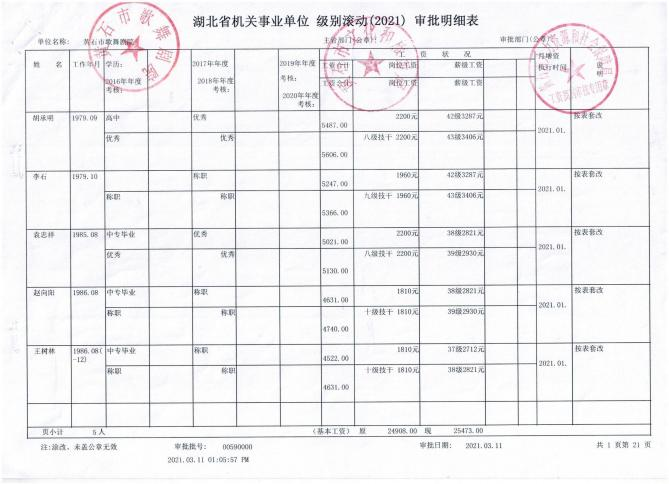 湖北省机关事业单位 级别滚动(2021) 审批明细表
单位名称: 黄石市歌舞剧院 主管部门(公章): 审批部门(公章):
姓 名 工作年月 学历: 2017年年度 2019年年度 工 资 状 况 升增资 说明
2016年年度考核: 2018年年度考核: 考核: 2020年年度考核: 工资合计 岗位工资 薪级工资 执行时间
工资合计 岗位工资 薪级工资
胡承明 1979.09 高中 优秀 5487.00 2200元 42级3287元 2021.01. 按表套改
优秀 优秀 5606.00 八级技干 2200元 43级3406元
李石 1979.10 称职 5247.00 1960元 42级3287元 2021.01. 按表套改
称职 称职 5366.00 九级技干 1960元 43级3406元
袁志祥 1985.08 中专毕业 优秀 5021.00 2200元 38级2821元 2021.01. 按表套改
优秀 优秀 5130.00 八级技干 2200元 39级2930元
赵向阳 1986.08 中专毕业 称职 4631.00 1810元 38级2821元 2021.01. 按表套改
称职 称职 4740.00 十级技干 1810元 39级2930元
王树林 1986.08(-12) 中专毕业 称职 4522.00 1810元 37级2712元 2021.01. 按表套改
称职 称职 4631.00 十级技干 1810元 38级2821元
页小计 5人 (基本工资) 原 24908.00 现 25473.00
注:涂改、未盖公章无效 审批批号: 00590000 审批日期: 2021.03.11 共 1 页第 21 页
2021.03.11 01:05:57 PM
黄石市歌舞剧院